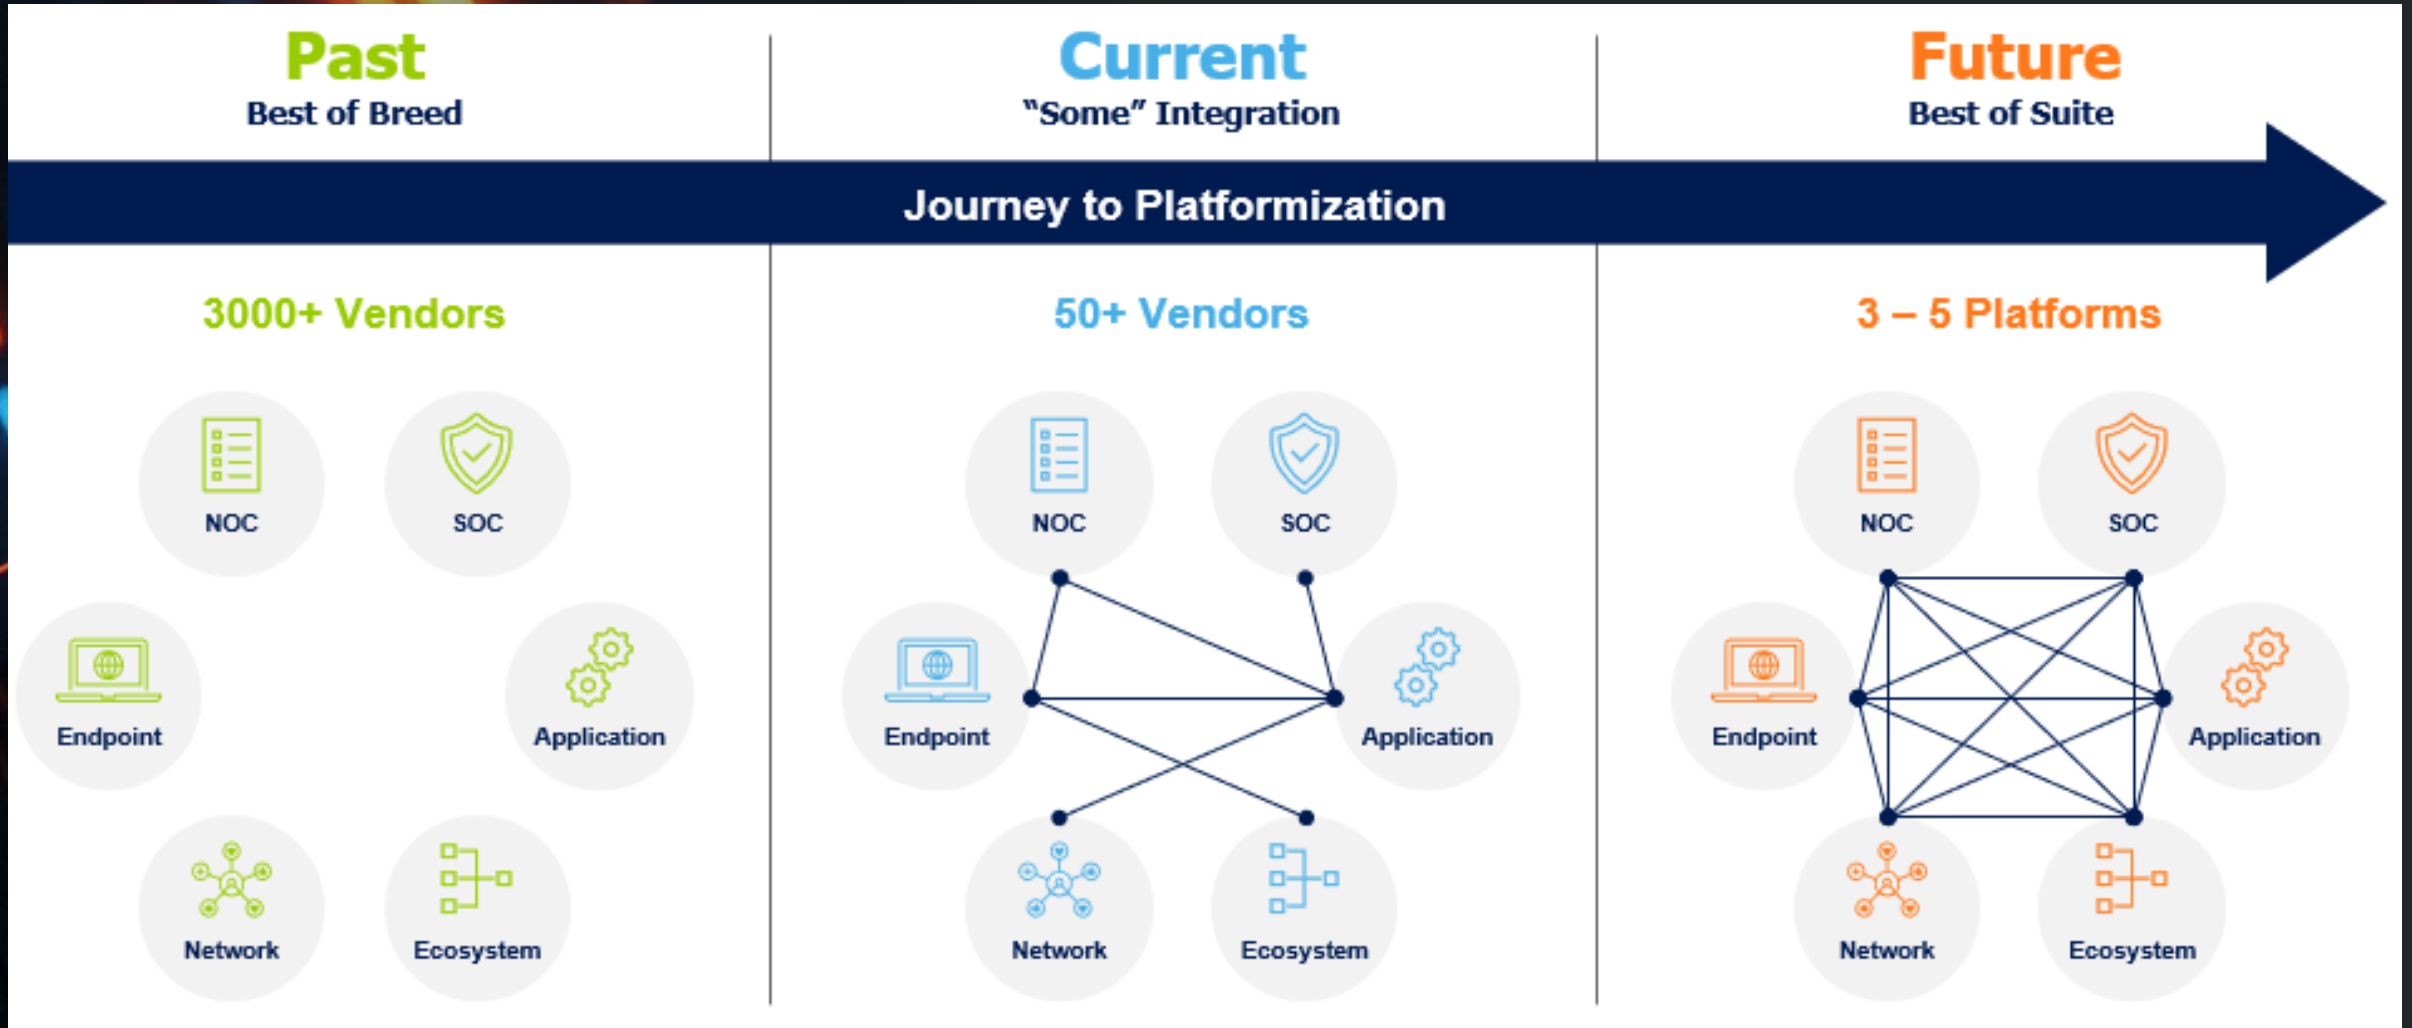 Past
Best of Breed
Current
“Some” Integration
Future
Best of Suite
Journey to Platformization
3000+ Vendors
NOC
SOC
Endpoint
Application
Network
Ecosystem
50+ Vendors
NOC
SOC
Endpoint
Application
Network
Ecosystem
3 – 5 Platforms
NOC
SOC
Endpoint
Application
Network
Ecosystem